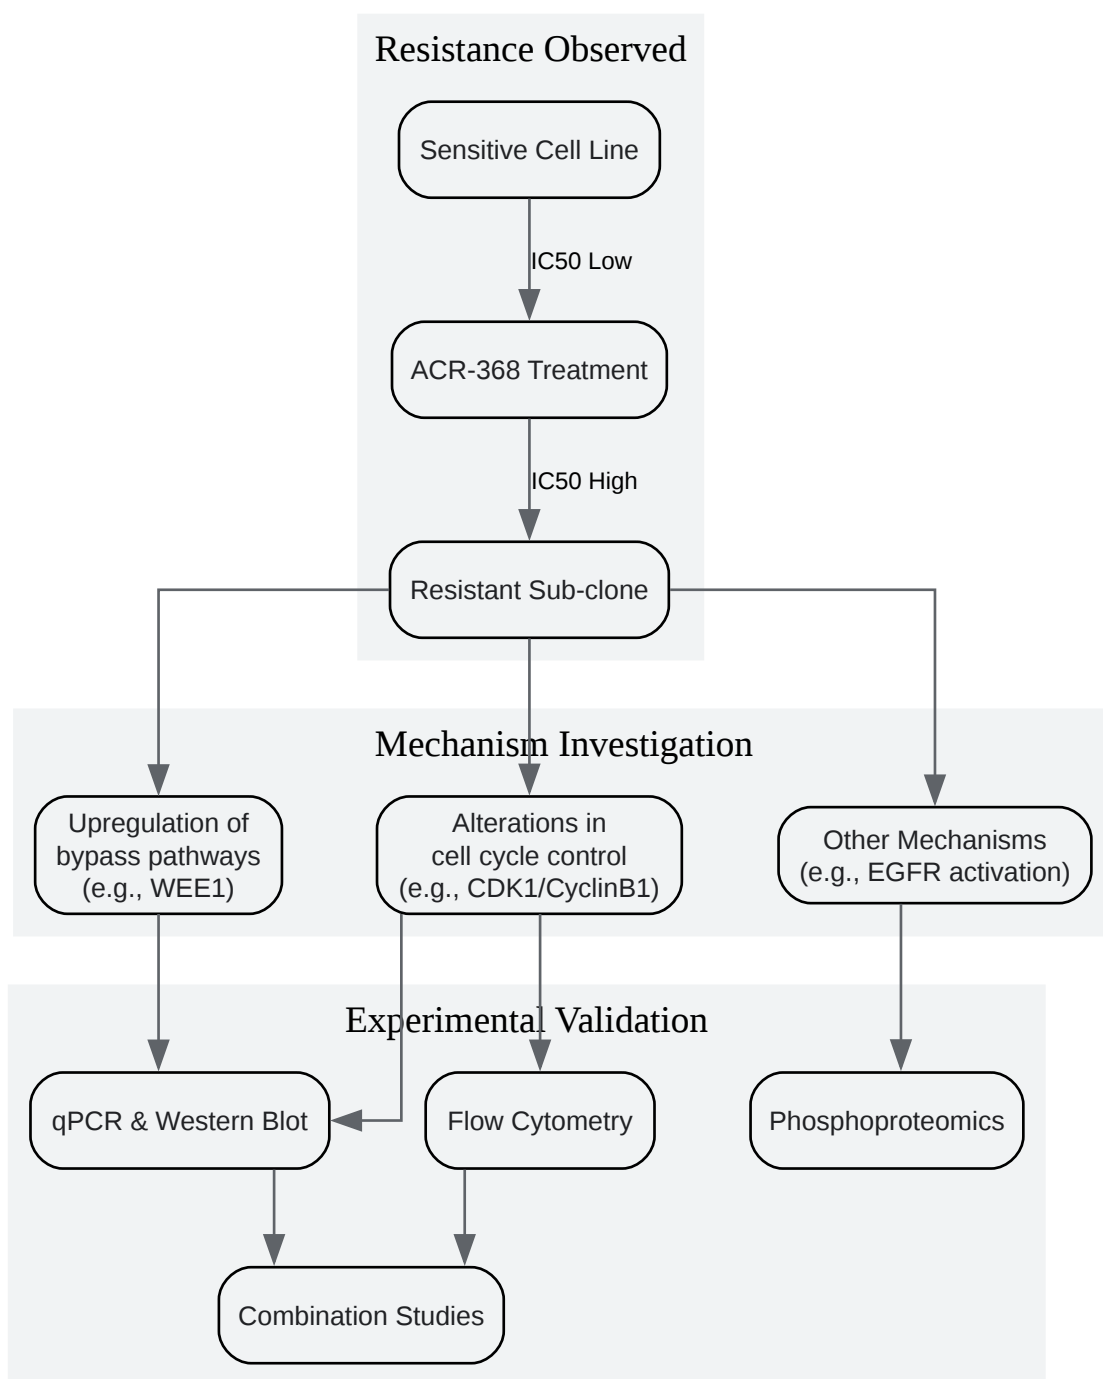 Resistance Observed
Sensitive Cell Line
IC50 Low
ACR-368 Treatment
IC50 High
Resistant Sub-clone
Mechanism Investigation
Upregulation of
bypass pathways
(e.g., WEE1)
Alterations in
cell cycle control
(e.g., CDK1/CyclinB1)
Other Mechanisms
(e.g., EGFR activation)
Experimental Validation
qPCR & Western Blot
Flow Cytometry
Phosphoproteomics
Combination Studies